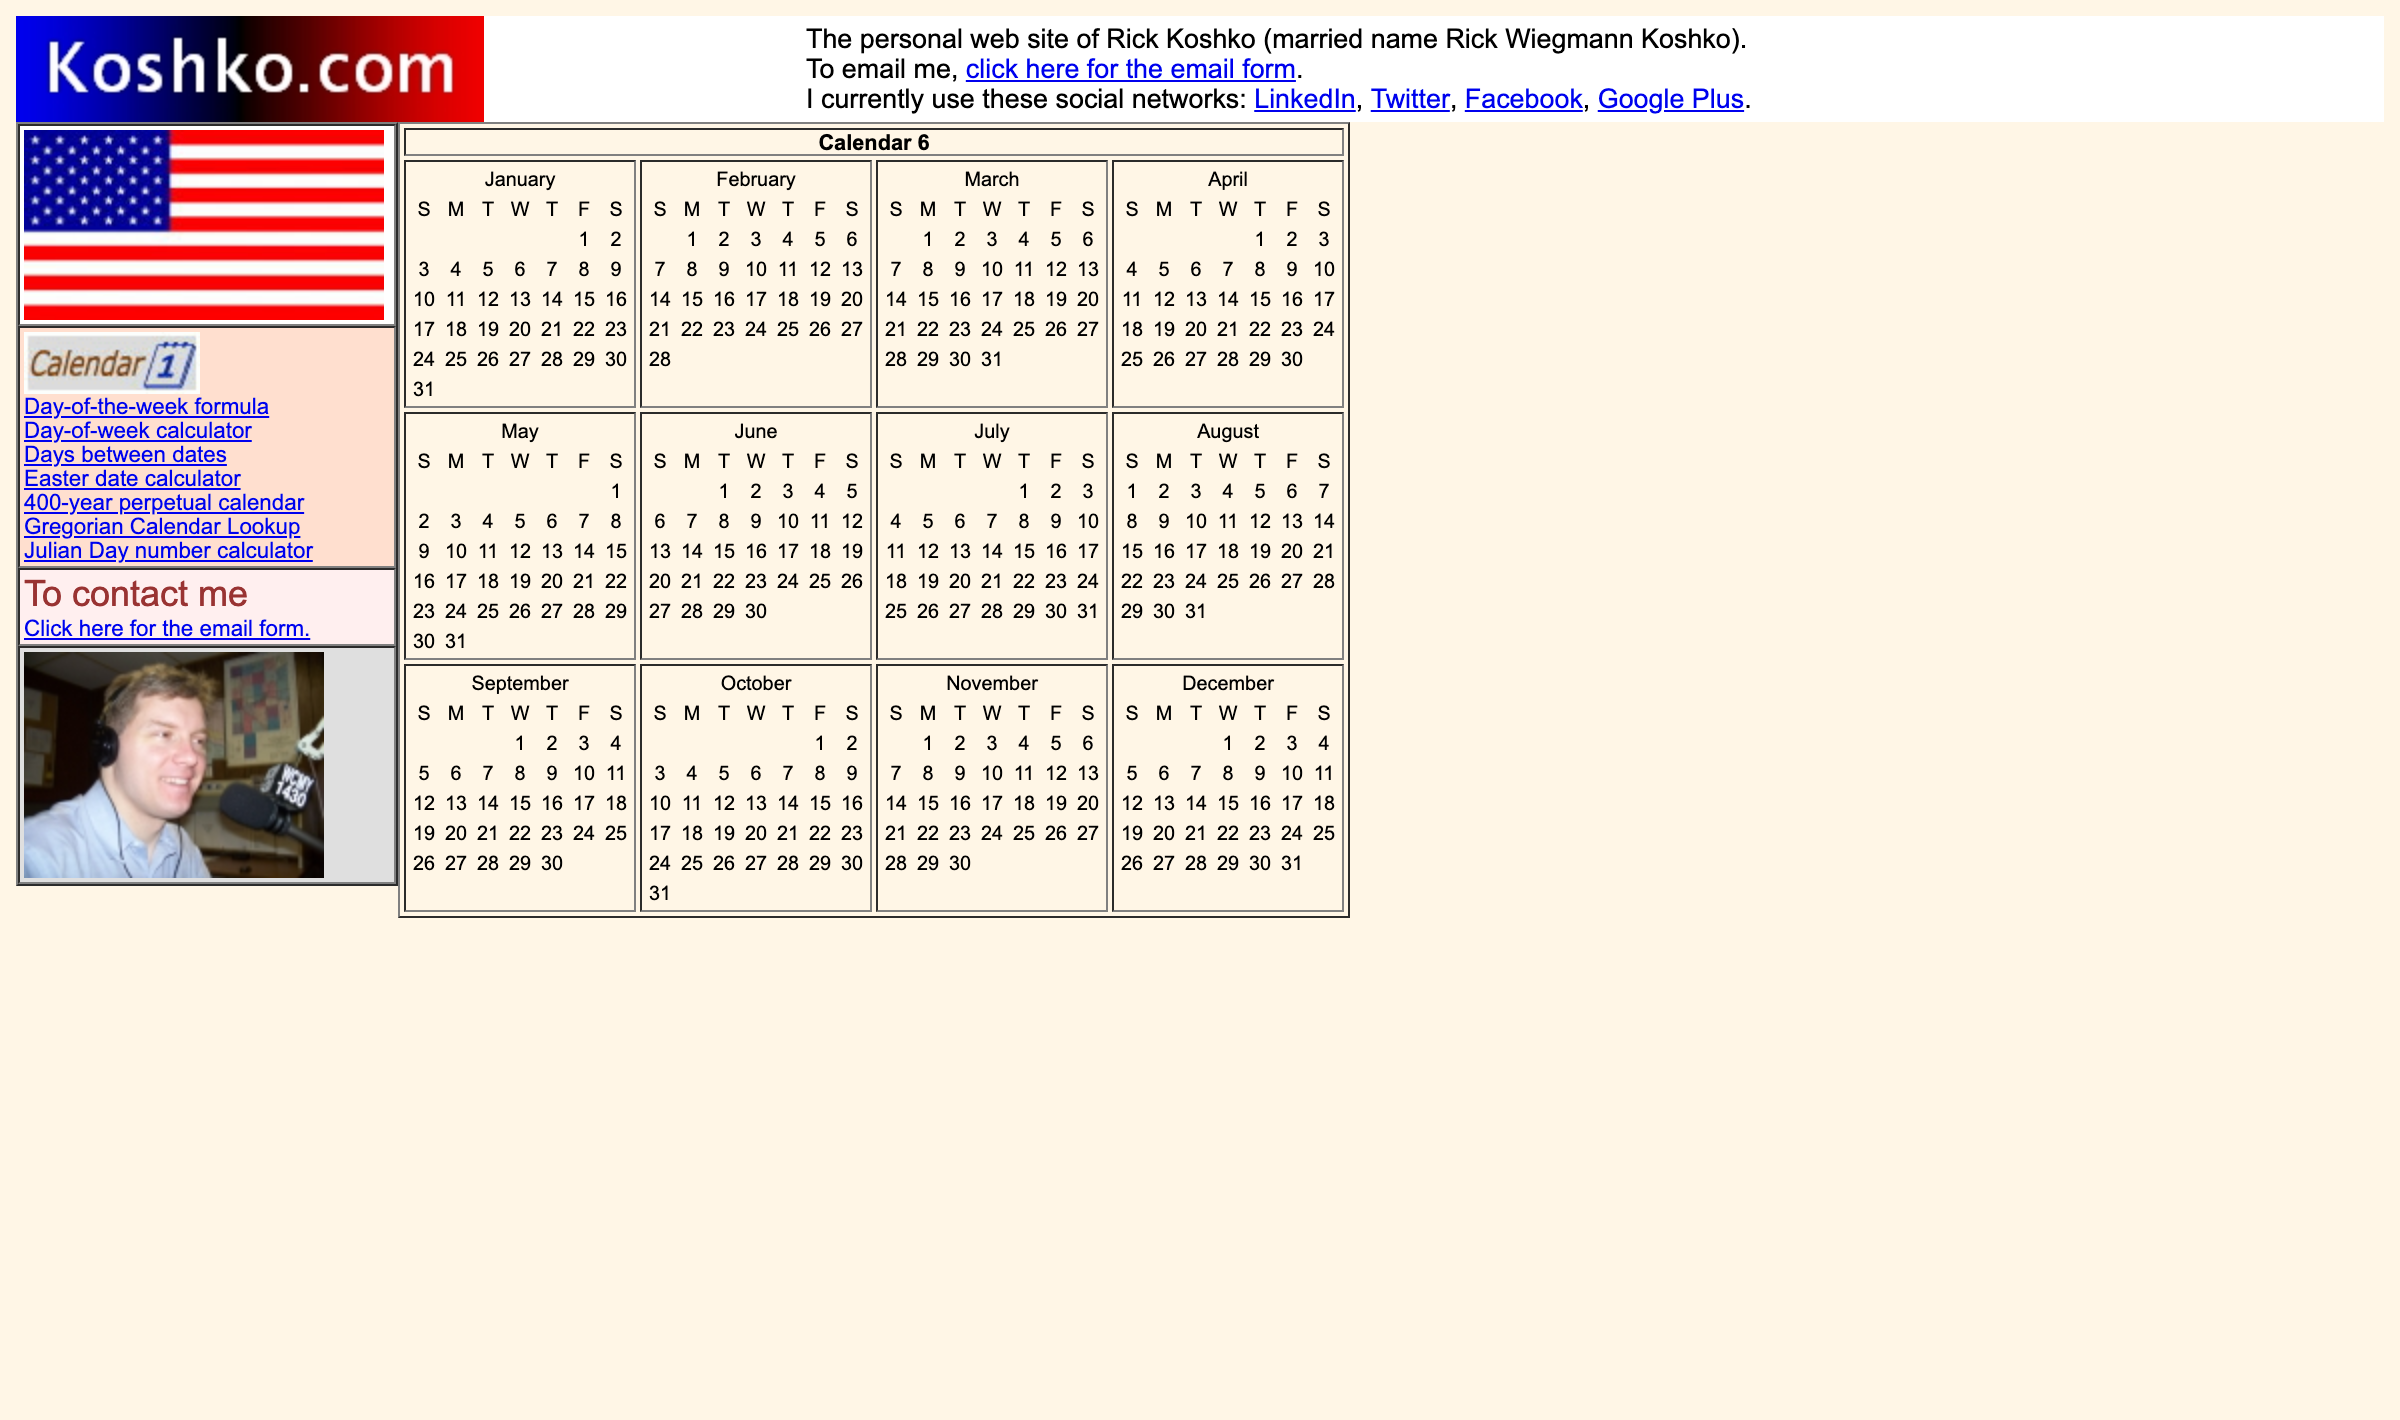 Koshko.com
The personal web site of Rick Koshko (married name Rick Wiegmann Koshko).
To email me, click here for the email form.
I currently use these social networks: LinkedIn, Twitter, Facebook, Google Plus.
Calendar 1
Day-of-the-week formula
Day-of-week calculator
Days between dates
Easter date calculator
400-year perpetual calendar
Gregorian Calendar Lookup
Julian Day number calculator
To contact me
Click here for the email form.
WCMY
1430
Calendar 6
January
S M T W T F S
1 2
3 4 5 6 7 8 9
10 11 12 13 14 15 16
17 18 19 20 21 22 23
24 25 26 27 28 29 30
31
February
S M T W T F S
1 2 3 4 5 6
7 8 9 10 11 12 13
14 15 16 17 18 19 20
21 22 23 24 25 26 27
28
March
S M T W T F S
1 2 3 4 5 6
7 8 9 10 11 12 13
14 15 16 17 18 19 20
21 22 23 24 25 26 27
28 29 30 31
April
S M T W T F S
1 2 3
4 5 6 7 8 9 10
11 12 13 14 15 16 17
18 19 20 21 22 23 24
25 26 27 28 29 30
May
S M T W T F S
1
2 3 4 5 6 7 8
9 10 11 12 13 14 15
16 17 18 19 20 21 22
23 24 25 26 27 28 29
30 31
June
S M T W T F S
1 2 3 4 5
6 7 8 9 10 11 12
13 14 15 16 17 18 19
20 21 22 23 24 25 26
27 28 29 30
July
S M T W T F S
1 2 3
4 5 6 7 8 9 10
11 12 13 14 15 16 17
18 19 20 21 22 23 24
25 26 27 28 29 30 31
August
S M T W T F S
1 2 3 4 5 6 7
8 9 10 11 12 13 14
15 16 17 18 19 20 21
22 23 24 25 26 27 28
29 30 31
September
S M T W T F S
1 2 3 4
5 6 7 8 9 10 11
12 13 14 15 16 17 18
19 20 21 22 23 24 25
26 27 28 29 30
October
S M T W T F S
1 2
3 4 5 6 7 8 9
10 11 12 13 14 15 16
17 18 19 20 21 22 23
24 25 26 27 28 29 30
31
November
S M T W T F S
1 2 3 4 5 6
7 8 9 10 11 12 13
14 15 16 17 18 19 20
21 22 23 24 25 26 27
28 29 30
December
S M T W T F S
1 2 3 4
5 6 7 8 9 10 11
12 13 14 15 16 17 18
19 20 21 22 23 24 25
26 27 28 29 30 31